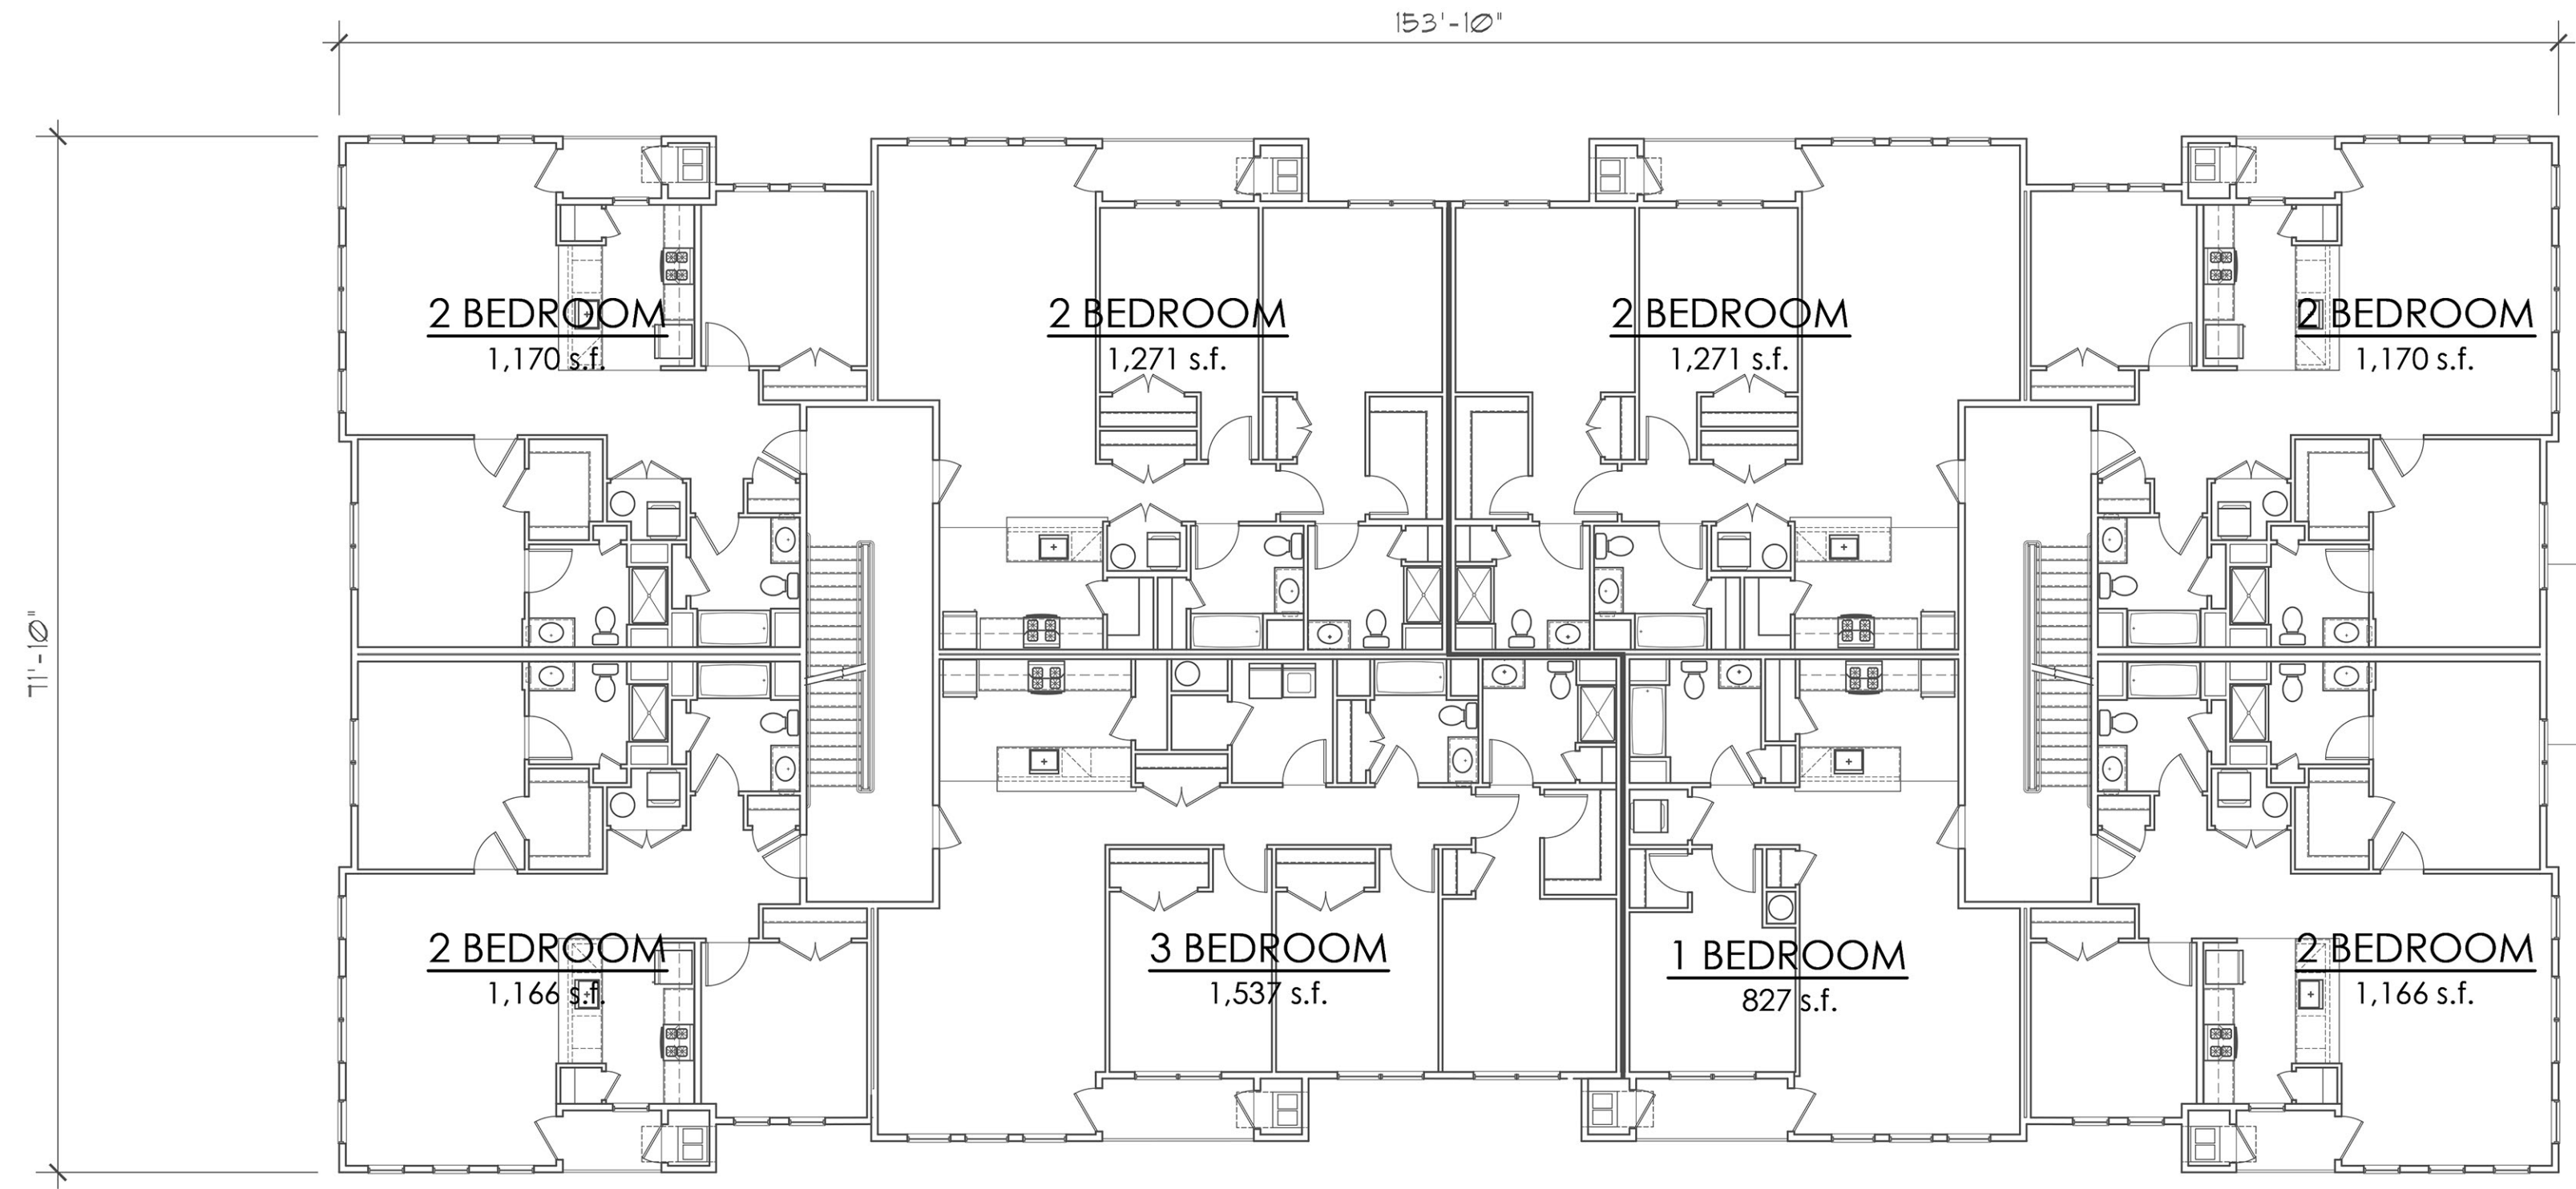 153'-10"
2 BEDROOM
1,170 s.f.
2 BEDROOM
1,271 s.f.
2 BEDROOM
1,271 s.f.
2 BEDROOM
1,170 s.f.
71'-10"
2 BEDROOM
1,166 s.f.
3 BEDROOM
1,537 s.f.
1 BEDROOM
827 s.f.
2 BEDROOM
1,166 s.f.